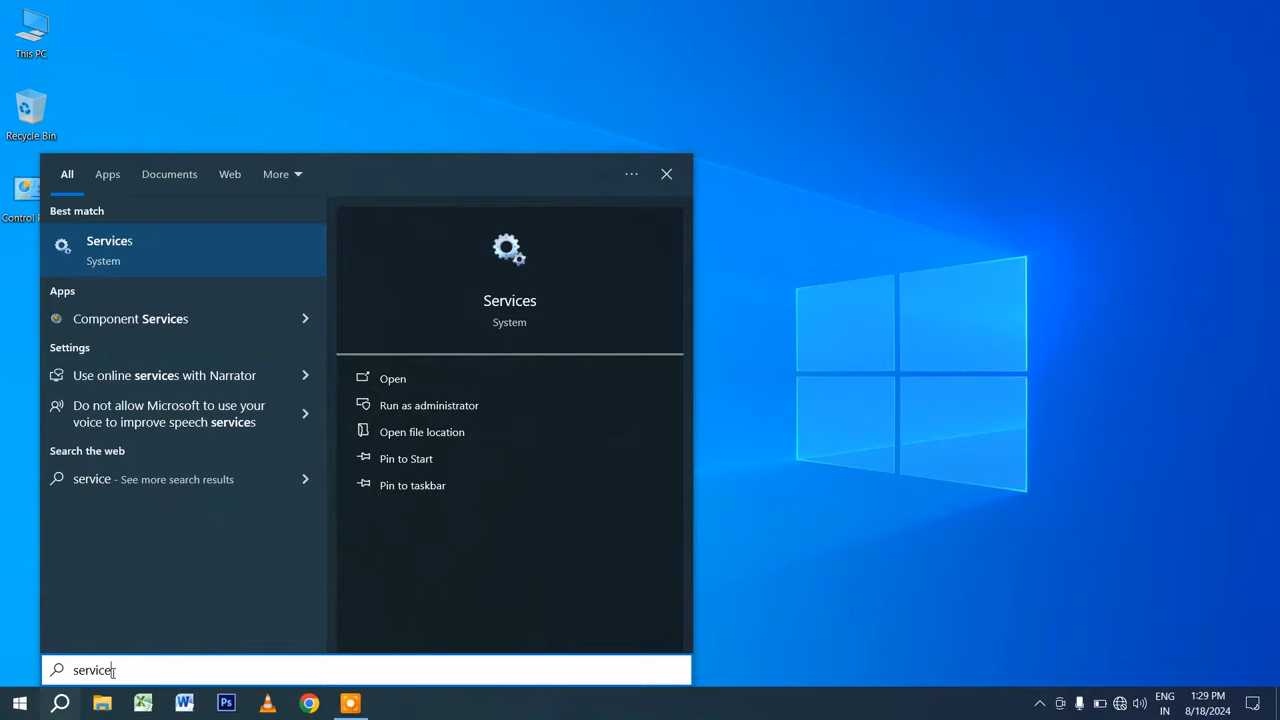 This PC
Recycle Bin
Control P
All
Apps
Documents
Web
More
Best match
Services
System
Apps
Component Services
Settings
Use online services with Narrator
Do not allow Microsoft to use your
voice to improve speech services
Search the web
service - See more search results
Services
System
Open
Run as administrator
Open file location
Pin to Start
Pin to taskbar
service
W
Ps
ENG
IN
1:29 PM
8/18/2024